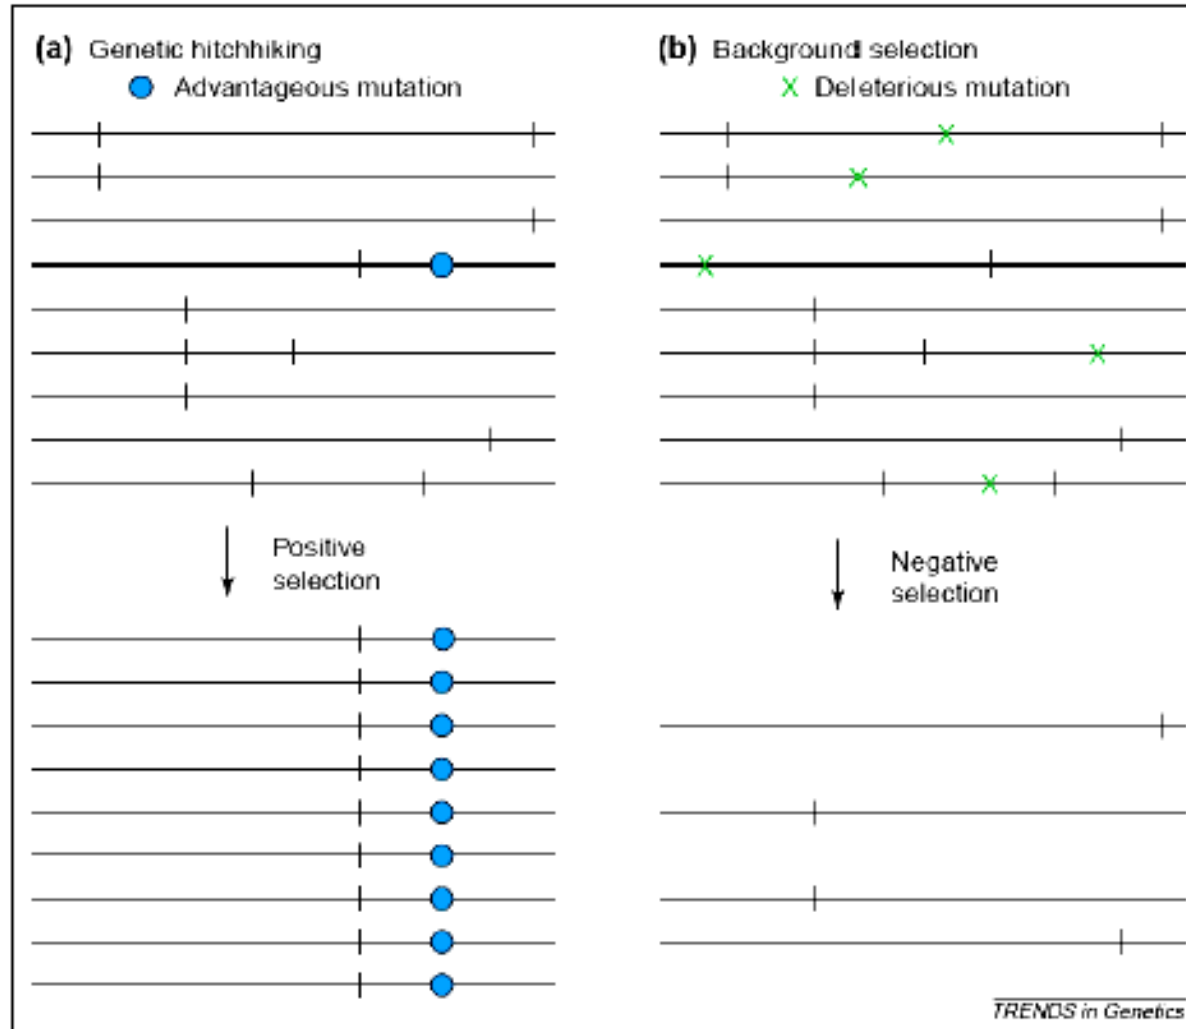 (a) Genetic hitchhiking
Advantageous mutation
(b) Background selection
Deleterious mutation
Positive
selection
Negative
selection
TRENDS in Genetics